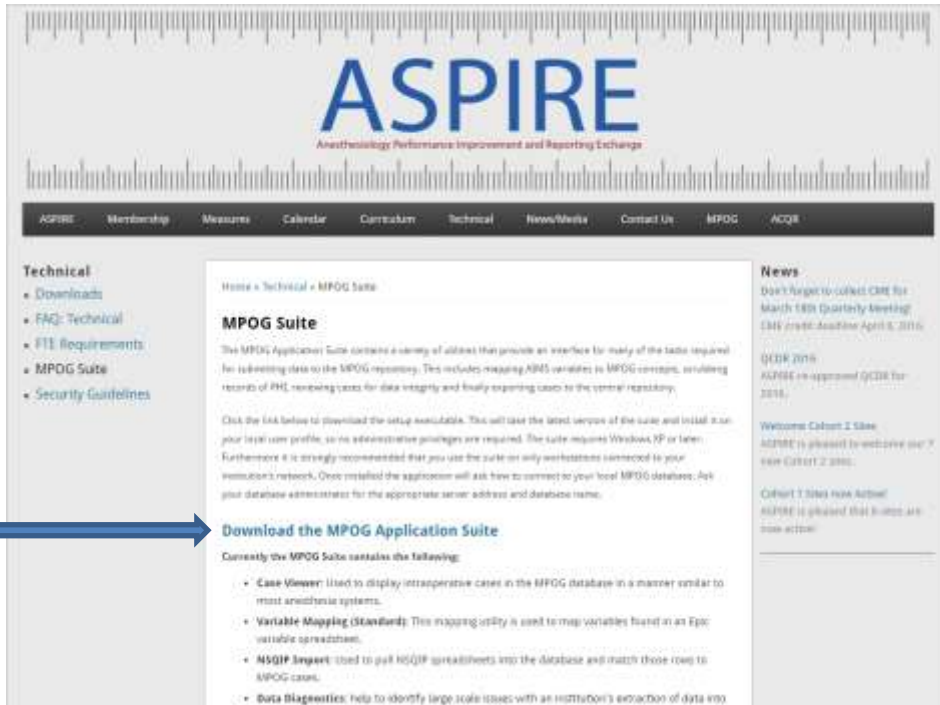 ASPIRE
Anesthesiology Performance Improvement and Reporting Exchange
ASPIRE Membership Measures Calendar Curriculum Technical News/Media Contact Us MPOG ACQR
Technical
Downloads
FAQ: Technical
FTE Requirements
MPOG Suite
Security Guidelines
Home » Technical » MPOG Suite
MPOG Suite
The MPOG Application Suite contains a variety of utilities that provide an interface for many of the tasks required
for submitting data to the MPOG repository. This includes mapping AIMS variables to MPOG concepts, scrubbing
records of PHI, reviewing cases for data integrity and finally exporting cases to the central repository.
Click the link below to download the setup executable. This will take the latest version of the suite and install it on
your local user profile, so no administrative privileges are required. The suite requires Windows XP or later.
Furthermore it is strongly recommended that you use the suite on only workstations connected to your
institution's network. Once installed the application will ask how to connect to your local MPOG database. Ask
your database administrator for the appropriate server address and database name.
Download the MPOG Application Suite
Currently the MPOG Suite contains the following:
• Case Viewer: Used to display intraoperative cases in the MPOG database in a manner similar to
most anesthesia systems.
• Variable Mapping (Standard): This mapping utility is used to map variables found in an Epic
variable spreadsheet.
• NSQIP Import: Used to pull NSQIP spreadsheets into the database and match those rows to
MPOG cases.
• Data Diagnostics: help to identify large scale issues with an institution's extraction of data into
News
Don't forget to collect CME for
March 18th Quarterly Meeting!
CME credit deadline April 8, 2016.
QCDR 2016
ASPIRE re-approved QCDR for
2016.
Welcome Cohort 2 Sites
ASPIRE is pleased to welcome our 7
new Cohort 2 sites.
Cohort 1 Sites now Active!
ASPIRE is pleased that 6 sites are
now active!